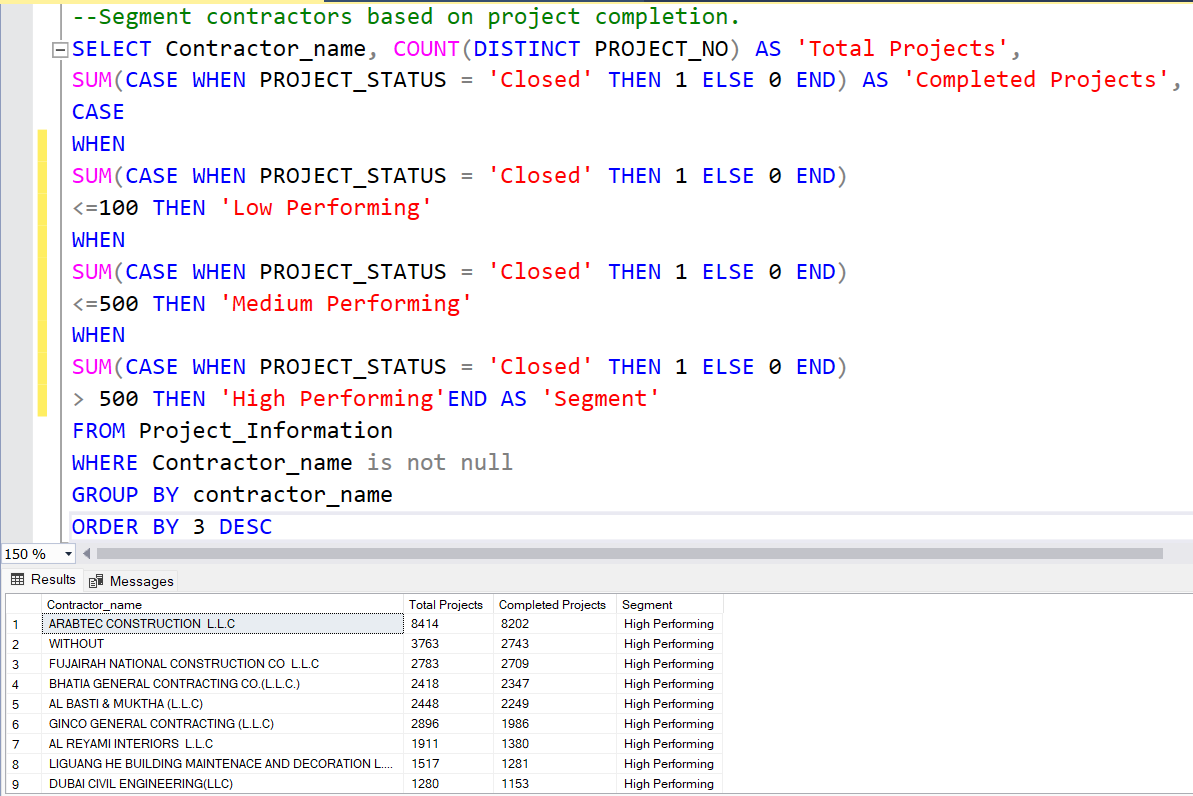 --Segment contractors based on project completion.
SELECT Contractor_name, COUNT(DISTINCT PROJECT_NO) AS 'Total Projects',
SUM(CASE WHEN PROJECT_STATUS = 'Closed' THEN 1 ELSE 0 END) AS 'Completed Projects',
CASE
WHEN
SUM(CASE WHEN PROJECT_STATUS = 'Closed' THEN 1 ELSE 0 END)
<=100 THEN 'Low Performing'
WHEN
SUM(CASE WHEN PROJECT_STATUS = 'Closed' THEN 1 ELSE 0 END)
<=500 THEN 'Medium Performing'
WHEN
SUM(CASE WHEN PROJECT_STATUS = 'Closed' THEN 1 ELSE 0 END)
> 500 THEN 'High Performing'END AS 'Segment'
FROM Project_Information
WHERE Contractor_name is not null
GROUP BY contractor_name
ORDER BY 3 DESC
150 %
Results Messages
Contractor_name Total Projects Completed Projects Segment
1 ARABTEC CONSTRUCTION  L.L.C 8414 8202 High Performing
2 WITHOUT 3763 2743 High Performing
3 FUJAIRAH NATIONAL CONSTRUCTION CO  L.L.C 2783 2709 High Performing
4 BHATIA GENERAL CONTRACTING CO.(L.L.C.) 2418 2347 High Performing
5 AL BASTI & MUKTHA (L.L.C) 2448 2249 High Performing
6 GINCO GENERAL CONTRACTING (L.L.C) 2896 1986 High Performing
7 AL REYAMI INTERIORS  L.L.C 1911 1380 High Performing
8 LIGUANG HE BUILDING MAINTENACE AND DECORATION L.... 1517 1281 High Performing
9 DUBAI CIVIL ENGINEERING(LLC) 1280 1153 High Performing